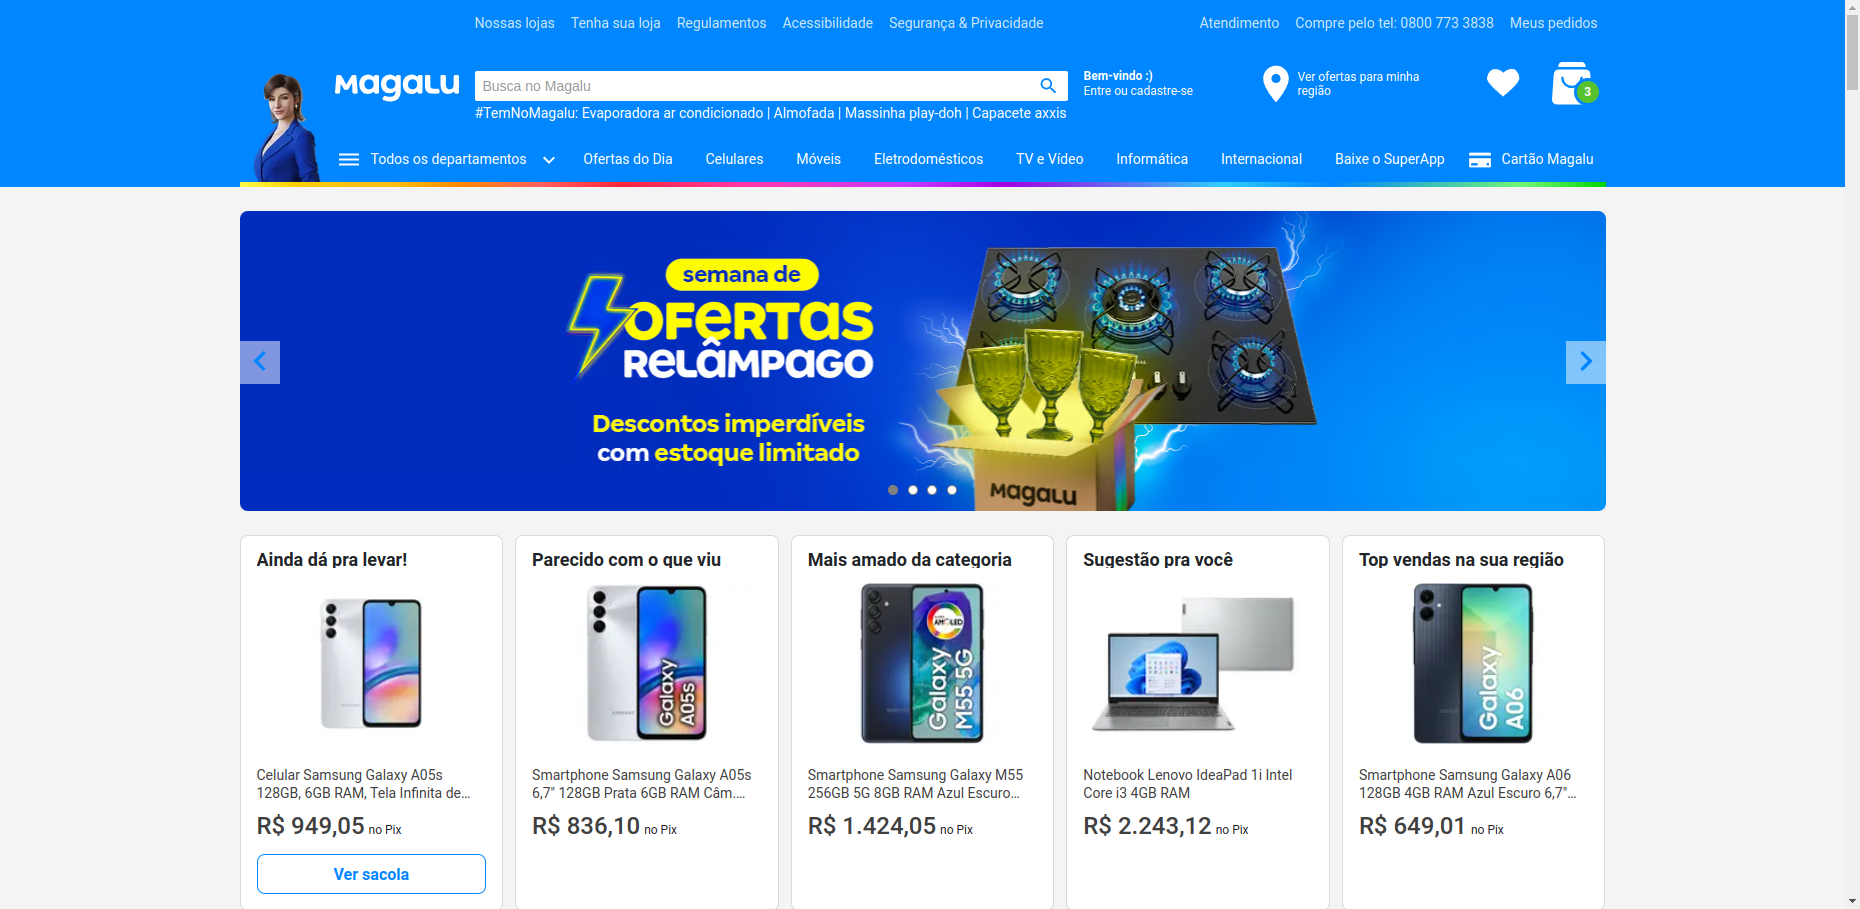 Nossas lojas Tenha sua loja Regulamentos Acessibilidade Segurança & Privacidade Atendimento Compre pelo tel: 0800 773 3838 Meus pedidos
Magalu
Busca no Magalu
#TemNoMagalu: Evaporadora ar condicionado | Almofada | Massinha play-doh | Capacete axxis
Bem-vindo :)
Entre ou cadastre-se
Ver ofertas para minha
região
3
Todos os departamentos Ofertas do Dia Celulares Móveis Eletrodomésticos TV e Vídeo Informática Internacional Baixe o SuperApp Cartão Magalu
semana de
OFERTAS
RELÂMPAGO
Descontos imperdíveis
com estoque limitado
Magalu
Ainda dá pra levar!
Celular Samsung Galaxy A05s
128GB, 6GB RAM, Tela Infinita de...
R$ 949,05 no Pix
Ver sacola
Parecido com o que viu
Galaxy
A05s
Smartphone Samsung Galaxy A05s
6,7" 128GB Prata 6GB RAM Câm....
R$ 836,10 no Pix
Mais amado da categoria
AMOLED
Galaxy
M55 5G
Smartphone Samsung Galaxy M55
256GB 5G 8GB RAM Azul Escuro...
R$ 1.424,05 no Pix
Sugestão pra você
Notebook Lenovo IdeaPad 1i Intel
Core i3 4GB RAM
R$ 2.243,12 no Pix
Top vendas na sua região
Galaxy
A06
Smartphone Samsung Galaxy A06
128GB 4GB RAM Azul Escuro 6,7"...
R$ 649,01 no Pix